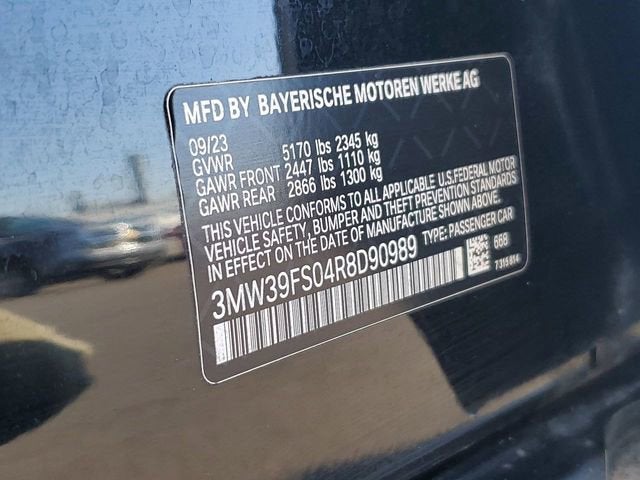 MFD BY BAYERISCHE MOTOREN WERKE AG
09/23
GVWR 5170 lbs 2345 kg
GAWR FRONT 2447 lbs 1110 kg
GAWR REAR 2866 lbs 1300 kg
THIS VEHICLE CONFORMS TO ALL APPLICABLE U.S.FEDERAL MOTOR
VEHICLE SAFETY, BUMPER AND THEFT PREVENTION STANDARDS
IN EFFECT ON THE DATE OF MANUFACTURE SHOWN ABOVE.
3MW39FS04R8D90989 TYPE: PASSENGER CAR
668
7319 814